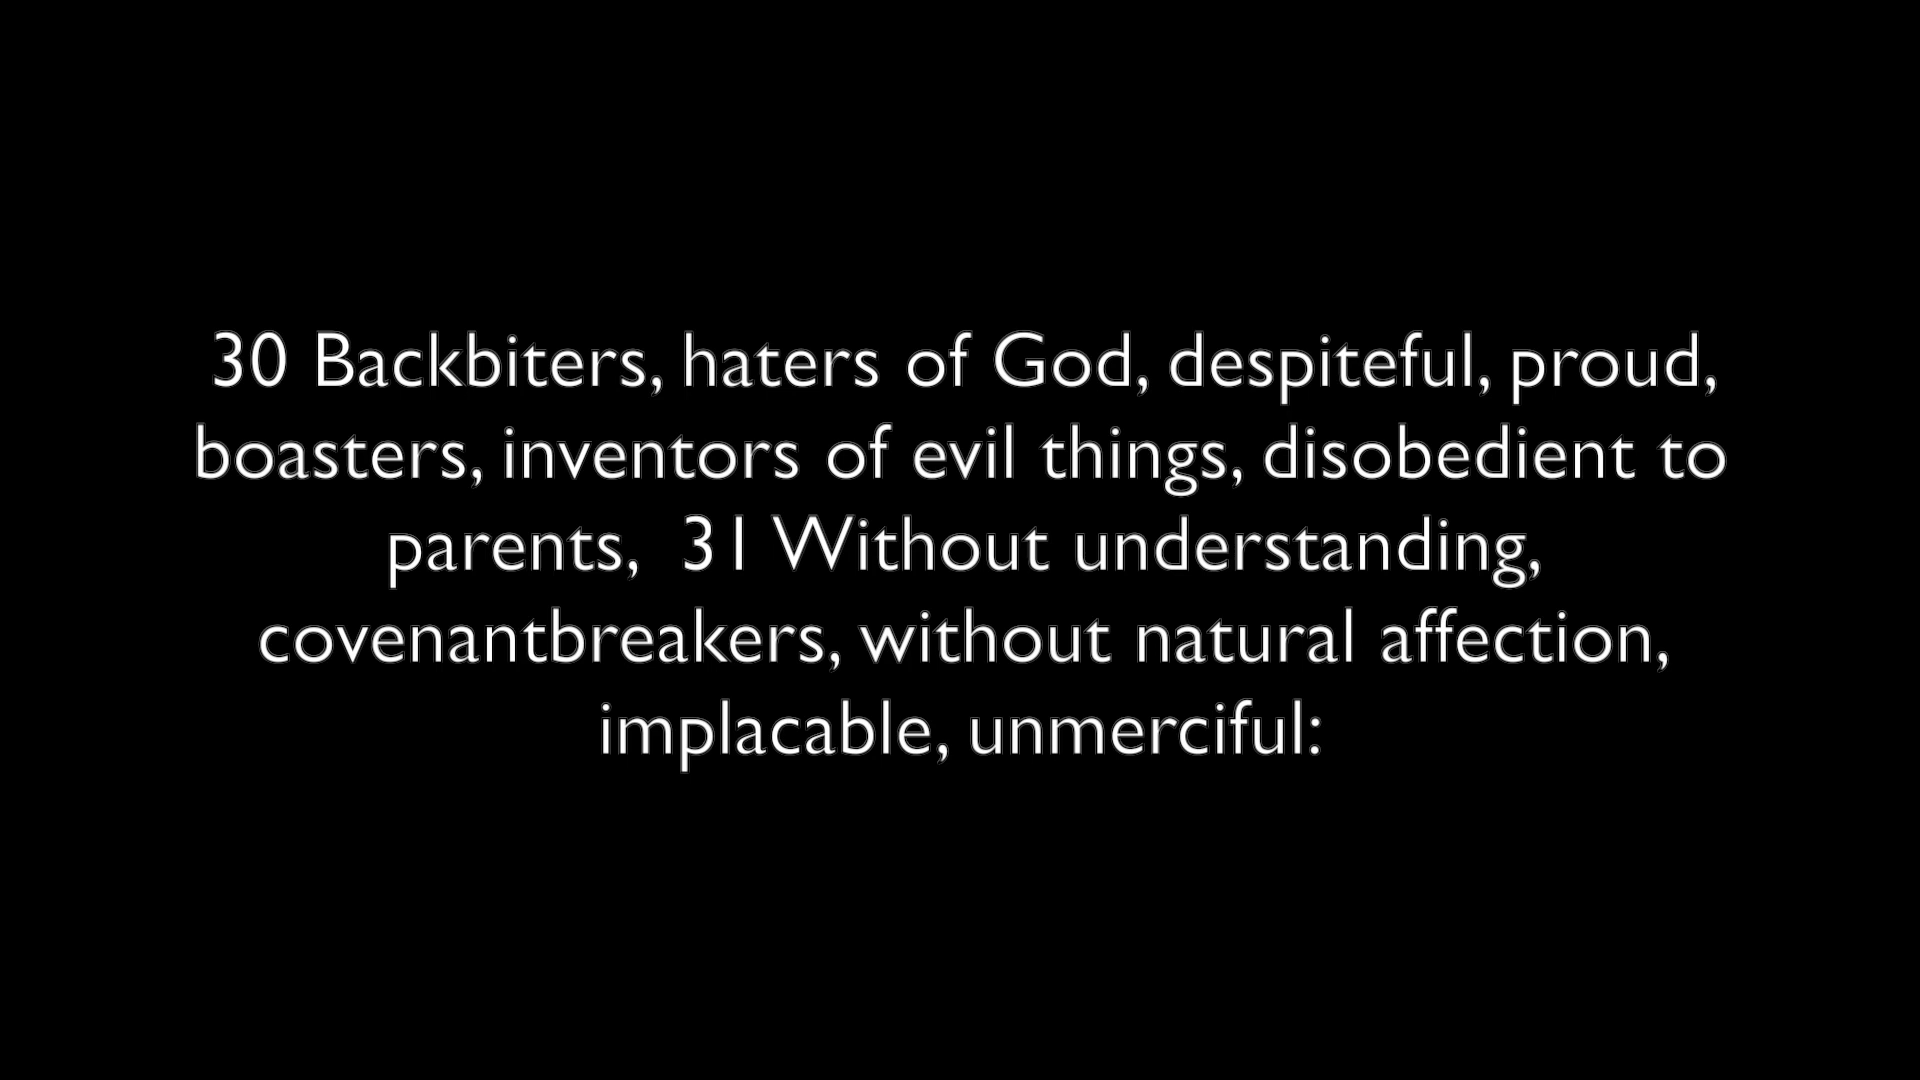 30 Backbiters, haters of God, despiteful, proud,
boasters, inventors of evil things, disobedient to
parents,  31 Without understanding,
covenantbreakers, without natural affection,
implacable, unmerciful: